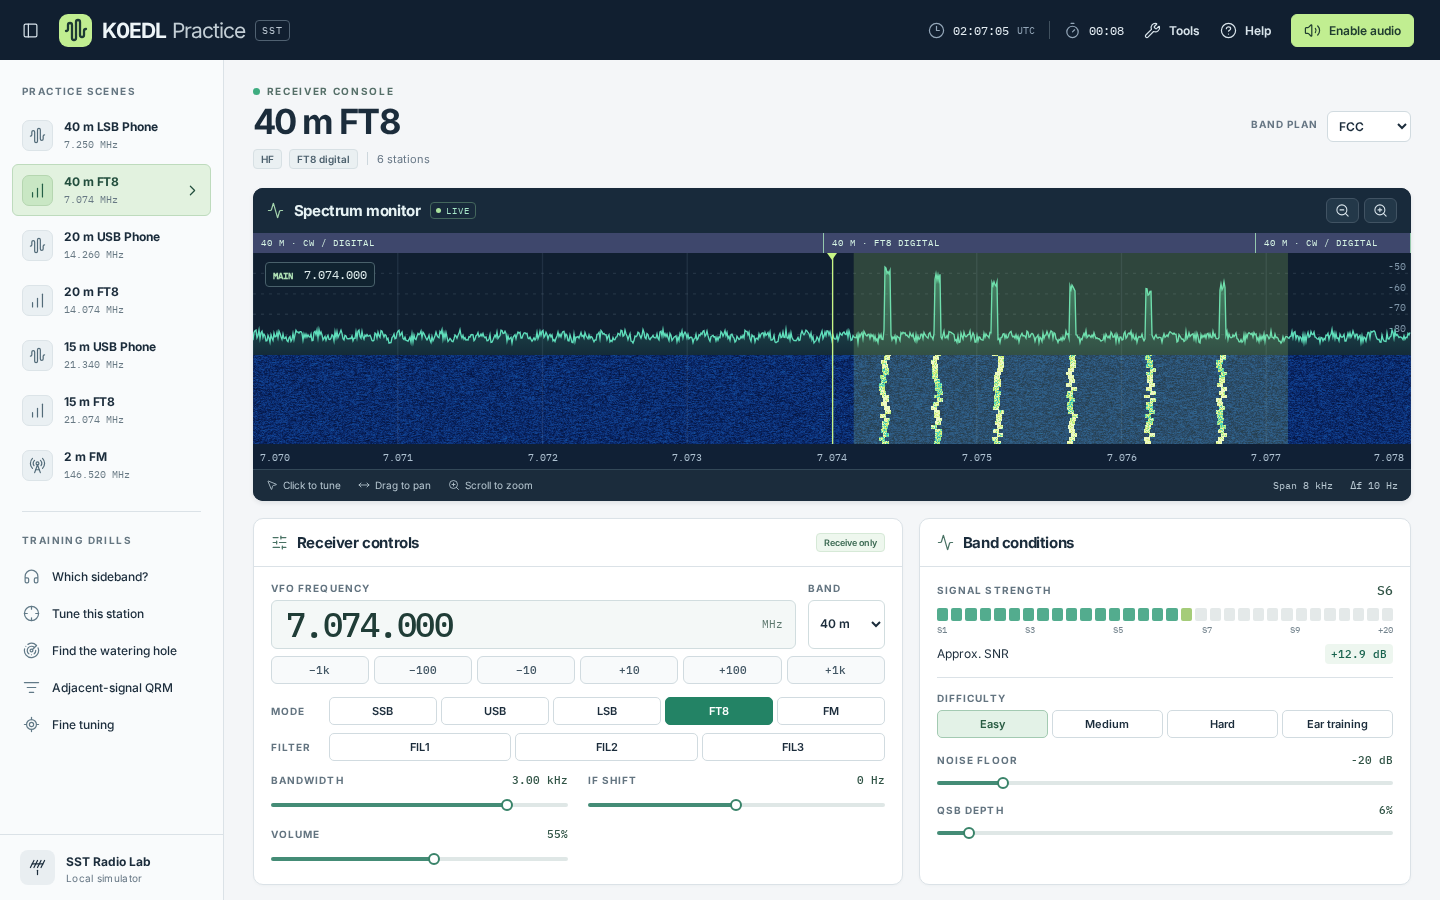 KOEDL Practice SST
02:07:05 UTC
00:08
Tools
Help
Enable audio
PRACTICE SCENES
40 m LSB Phone
7.250 MHz
40 m FT8
7.074 MHz
20 m USB Phone
14.260 MHz
20 m FT8
14.074 MHz
15 m USB Phone
21.340 MHz
15 m FT8
21.074 MHz
2 m FM
146.520 MHz
TRAINING DRILLS
Which sideband?
Tune this station
Find the watering hole
Adjacent-signal QRM
Fine tuning
SST Radio Lab
Local simulator
RECEIVER CONSOLE
40 m FT8
HF FT8 digital 6 stations
BAND PLAN FCC
Spectrum monitor LIVE
40 M · CW / DIGITAL 40 M · FT8 DIGITAL 40 M · CW / DIGITAL
MAIN 7.074.000
-50
-60
-70
-80
7.070 7.071 7.072 7.073 7.074 7.075 7.076 7.077 7.078
Click to tune Drag to pan Scroll to zoom Span 8 kHz Δf 10 Hz
Receiver controls Receive only
VFO FREQUENCY BAND
7.074.000 MHz 40 m
−1k −100 −10 +10 +100 +1k
MODE SSB USB LSB FT8 FM
FILTER FIL1 FIL2 FIL3
BANDWIDTH 3.00 kHz IF SHIFT 0 Hz
VOLUME 55%
Band conditions
SIGNAL STRENGTH S6
S1 S3 S5 S7 S9 +20
Approx. SNR +12.9 dB
DIFFICULTY
Easy Medium Hard Ear training
NOISE FLOOR -20 dB
QSB DEPTH 6%